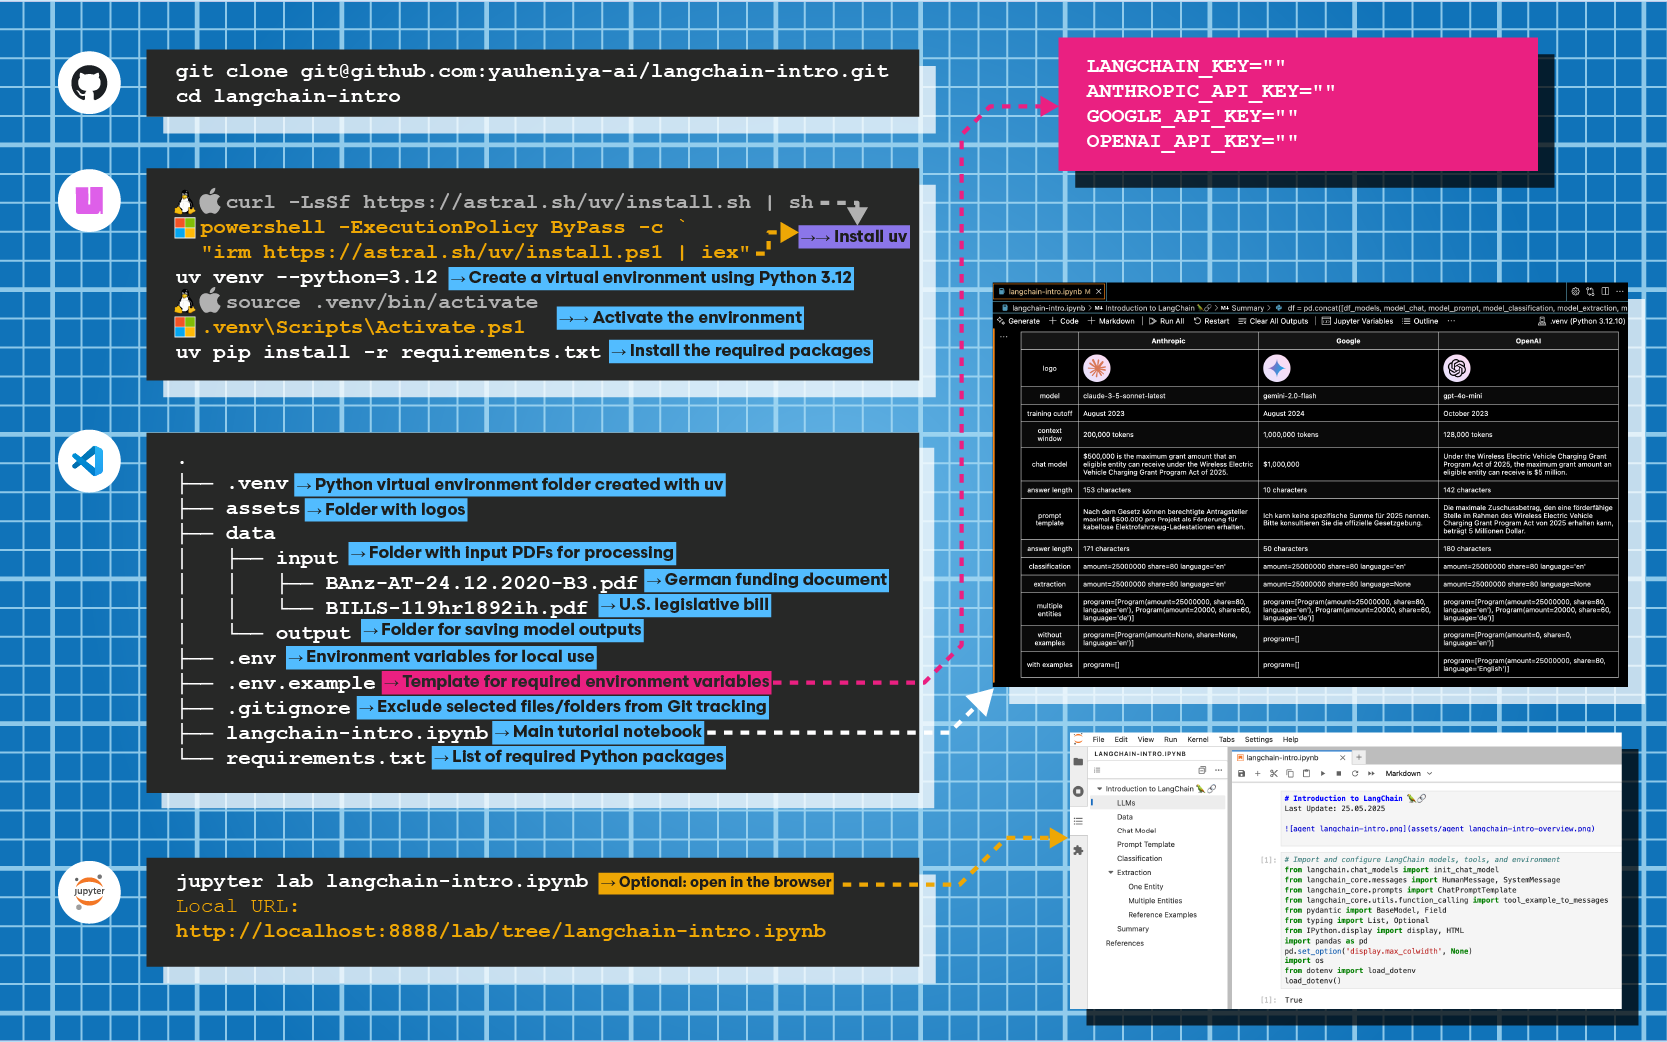 git clone git@github.com:yauheniya-ai/langchain-intro.git
cd langchain-intro
curl -LsSf https://astral.sh/uv/install.sh | sh
powershell -ExecutionPolicy ByPass -c `
"irm https://astral.sh/uv/install.ps1 | iex"
→→ Install uv
uv venv --python=3.12 → Create a virtual environment using Python 3.12
source .venv/bin/activate
.venv\Scripts\Activate.ps1
→→ Activate the environment
uv pip install -r requirements.txt → Install the required packages
.
├── .venv → Python virtual environment folder created with uv
├── assets → Folder with logos
├── data
│   ├── input → Folder with input PDFs for processing
│   │   ├── BAnz-AT-24.12.2020-B3.pdf → German funding document
│   │   └── BILLS-119hr1892ih.pdf → U.S. legislative bill
│   └── output → Folder for saving model outputs
├── .env → Environment variables for local use
├── .env.example → Template for required environment variables
├── .gitignore → Exclude selected files/folders from Git tracking
├── langchain-intro.ipynb → Main tutorial notebook
└── requirements.txt → List of required Python packages
jupyter
jupyter lab langchain-intro.ipynb → Optional: open in the browser
Local URL:
http://localhost:8888/lab/tree/langchain-intro.ipynb
LANGCHAIN_KEY=""
ANTHROPIC_API_KEY=""
GOOGLE_API_KEY=""
OPENAI_API_KEY=""
langchain-intro.ipynb M ×
langchain-intro.ipynb > M↓ Introduction to LangChain 🦜🔗 > M↓ Summary > df = pd.concat([df_models, model_chat, model_prompt, model_classification, model_extraction, m
Generate + Code + Markdown | Run All Restart Clear All Outputs | Jupyter Variables Outline ··· .venv (Python 3.12.10)
Anthropic Google OpenAI
logo
model claude-3-5-sonnet-latest gemini-2.0-flash gpt-4o-mini
training cutoff August 2023 August 2024 October 2023
context
window
200,000 tokens 1,000,000 tokens 128,000 tokens
chat model
$500,000 is the maximum grant amount that an
eligible entity can receive under the Wireless Electric
Vehicle Charging Grant Program Act of 2025.
$1,000,000
Under the Wireless Electric Vehicle Charging Grant
Program Act of 2025, the maximum grant amount an
eligible entity can receive is $5 million.
answer length 153 characters 10 characters 142 characters
prompt
template
Nach dem Gesetz können berechtigte Antragsteller
maximal $500.000 pro Projekt als Förderung für
kabellose Elektrofahrzeug-Ladestationen erhalten.
Ich kann keine spezifische Summe für 2025 nennen.
Bitte konsultieren Sie die offizielle Gesetzgebung.
Die maximale Zuschussbetrag, den eine förderfähige
Stelle im Rahmen des Wireless Electric Vehicle
Charging Grant Program Act von 2025 erhalten kann,
beträgt 5 Millionen Dollar.
answer length 171 characters 50 characters 180 characters
classification amount=25000000 share=80 language='en' amount=25000000 share=80 language='en' amount=25000000 share=80 language='en'
extraction amount=25000000 share=80 language='en' amount=25000000 share=80 language=None amount=25000000 share=80 language=None
multiple
entities
program=[Program(amount=25000000, share=80,
language='en'), Program(amount=20000, share=60,
language='de')]
program=[Program(amount=25000000, share=80,
language='en'), Program(amount=20000, share=60,
language='de')]
program=[Program(amount=25000000, share=80,
language='en'), Program(amount=20000, share=60,
language='de')]
without
examples
program=[Program(amount=None, share=None,
language='en')]
program=[]
program=[Program(amount=0, share=0,
language='en')]
with examples program=[] program=[]
program=[Program(amount=25000000, share=80,
language='English')]
File Edit View Run Kernel Tabs Settings Help
LANGCHAIN-INTRO.IPYNB
Introduction to LangChain 🦜🔗
LLMs
Data
Chat Model
Prompt Template
Classification
Extraction
One Entity
Multiple Entities
Reference Examples
Summary
References
langchain-intro.ipynb × +
Markdown
# Introduction to LangChain 🦜🔗
Last Update: 25.05.2025
![agent langchain-intro.png](assets/agent langchain-intro-overview.png)
[1]: # Import and configure LangChain models, tools, and environment
from langchain.chat_models import init_chat_model
from langchain_core.messages import HumanMessage, SystemMessage
from langchain_core.prompts import ChatPromptTemplate
from langchain_core.utils.function_calling import tool_example_to_messages
from pydantic import BaseModel, Field
from typing import List, Optional
from IPython.display import display, HTML
import pandas as pd
pd.set_option('display.max_colwidth', None)
import os
from dotenv import load_dotenv
load_dotenv()
[1]: True